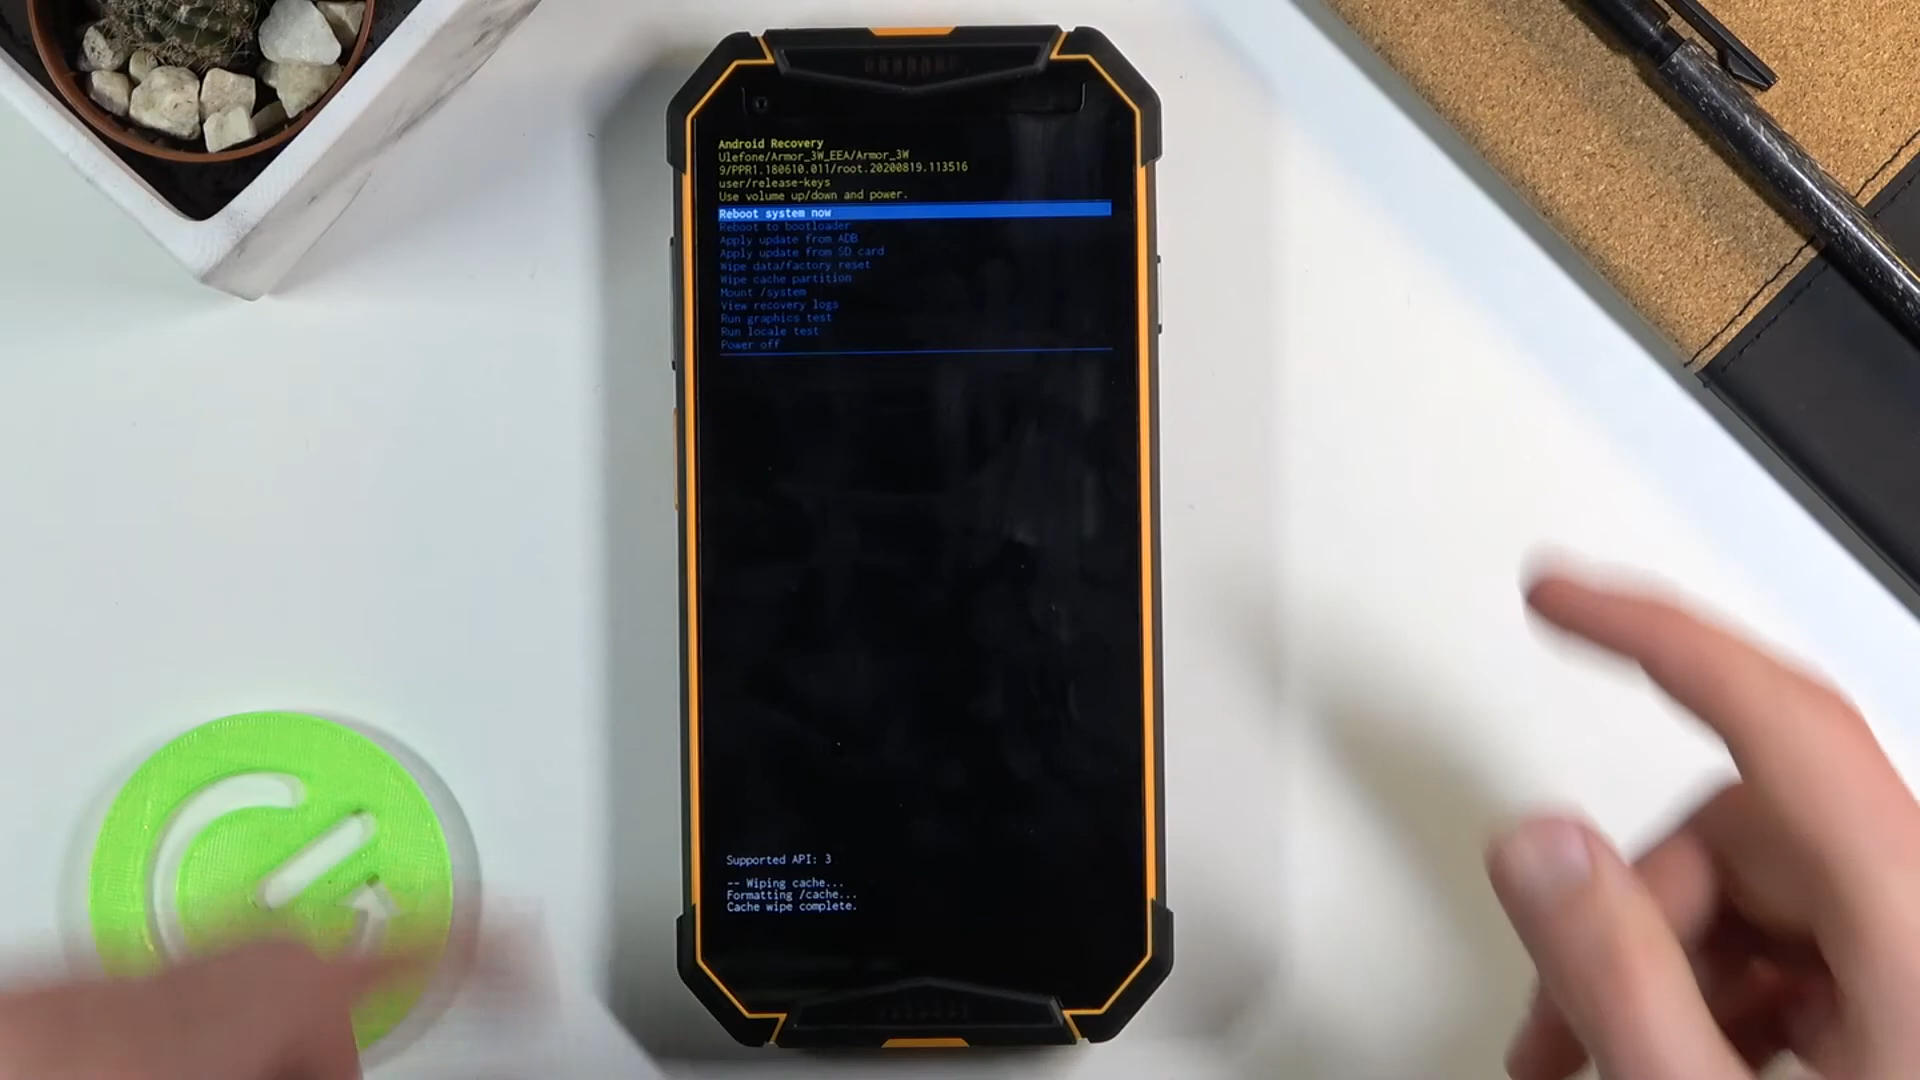 Android Recovery
Ulefone/Armor_3W_EEA/Armor_3W
9/PPR1.180610.011/root.20200819.113516
user/release-keys
Use volume up/down and power.
Reboot system now
Reboot to bootloader
Apply update from ADB
Apply update from SD card
Wipe data/factory reset
Wipe cache partition
Mount /system
View recovery logs
Run graphics test
Run locale test
Power off
Supported API: 3
-- Wiping cache...
Formatting /cache...
Cache wipe complete.